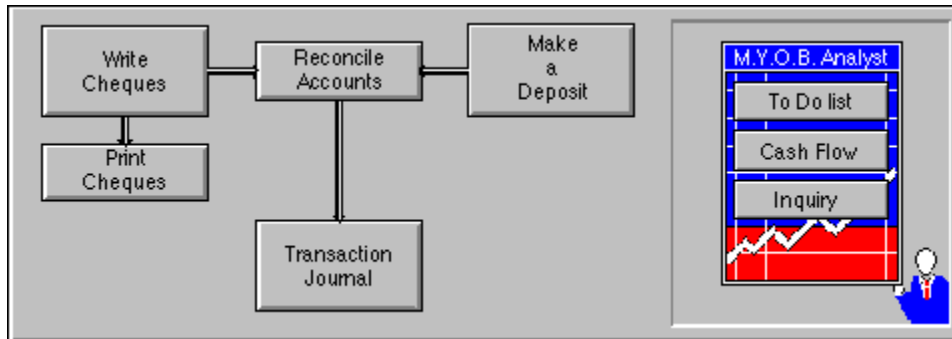 Write
Cheques
Reconcile
Accounts
Make
a
Deposit
Print
Cheques
Transaction
Journal
M.Y.O.B. Analyst
To Do list
Cash Flow
Inquiry